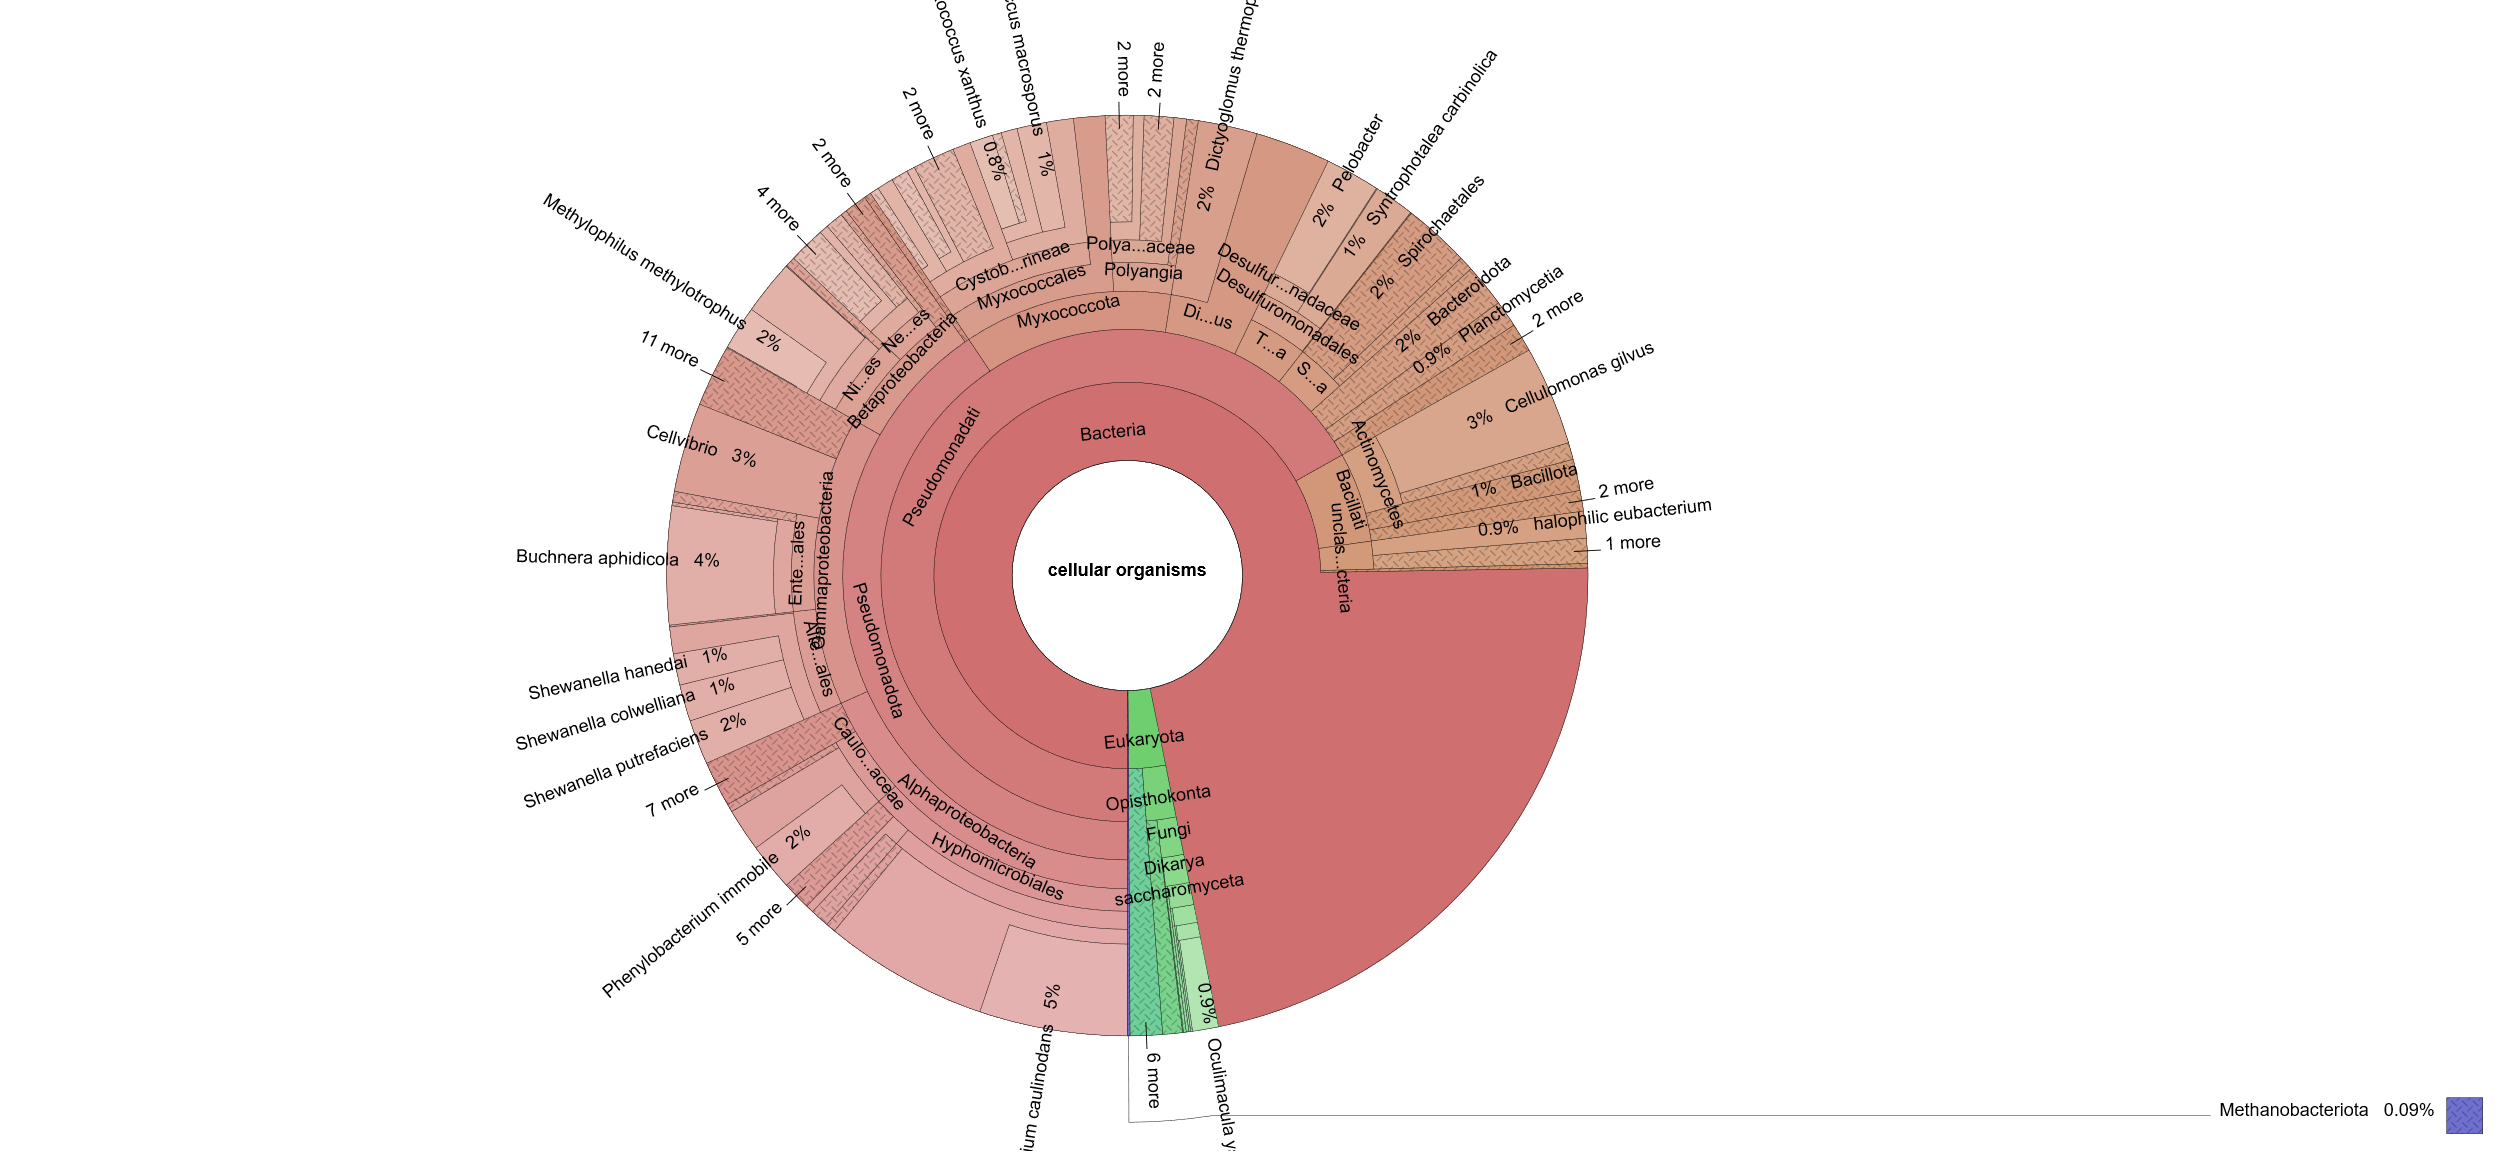 cellular organisms
Bacteria
Pseudomonadati
Pseudomonadota
Alphaproteobacteria
Hyphomicrobiales
Caulo...aceae
Gammaproteobacteria
Ente...ales
Alte...ales
Betaproteobacteria
Ni...es
Ne...es
Myxococcota
Myxococcales
Cystob...rineae
Polyangia
Polya...aceae
Di...us
T...a
S...a
Desulfuromonadales
Desulfur...nadaceae
Bacillati
Actinomycetes
unclas...cteria
Eukaryota
Opisthokonta
Fungi
Dikarya
saccharomyceta
ium caulinodans 5%
5 more
Phenylobacterium immobile 2%
7 more
Shewanella putrefaciens 2%
Shewanella colwelliana 1%
Shewanella hanedai 1%
Buchnera aphidicola 4%
Cellvibrio 3%
11 more
Methylophilus methylotrophus 2%
4 more
2 more
2 more
ococcus xanthus 0.8%
ccus macrosporus 1%
2 more
2 more
2% Dictyoglomus thermop
2% Pelobacter
1% Syntrophotalea carbinolica
2% Spirochaetales
2% Bacteroidota
0.9% Planctomycetia
2 more
3% Cellulomonas gilvus
1% Bacillota
2 more
0.9% halophilic eubacterium
1 more
0.9% Oculimacula y
6 more
Methanobacteriota 0.09%